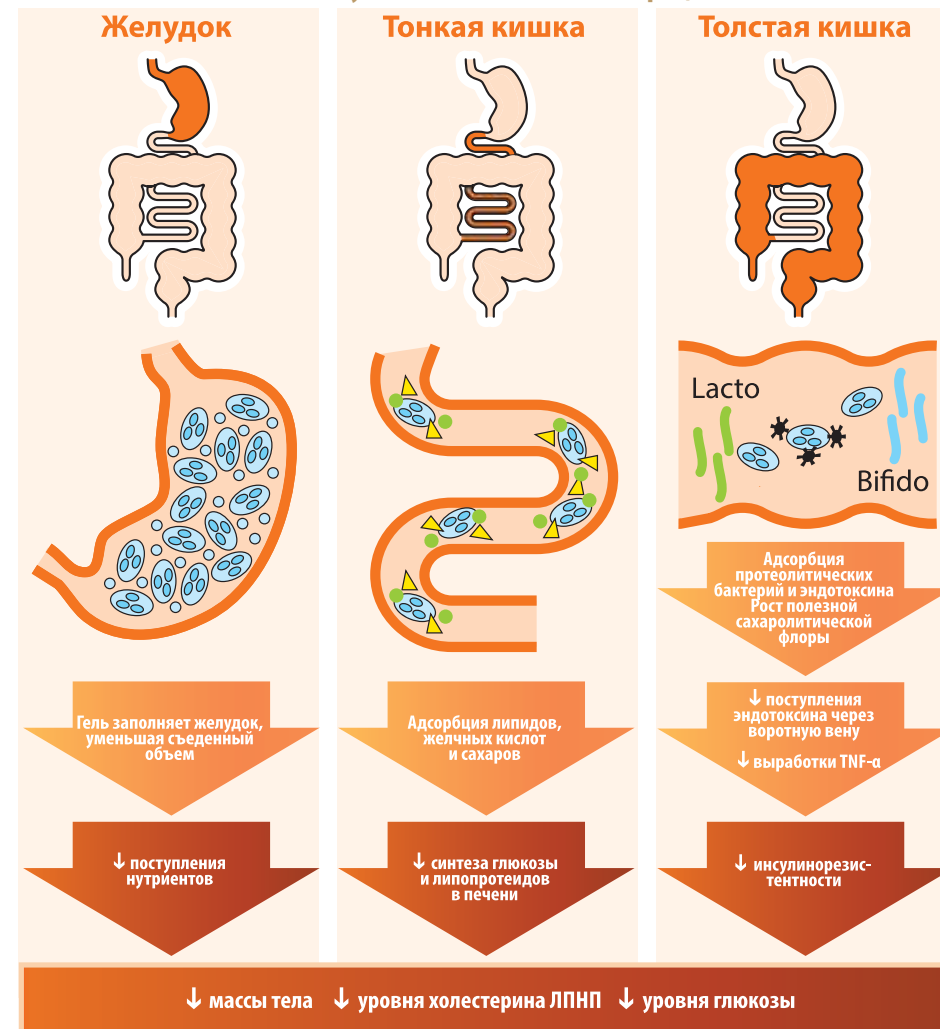 Желудок
Тонкая кишка
Толстая кишка
Lacto
Bifido
Адсорбция
протеолитических
бактерий и эндотоксина
Рост полезной
сахаролитической
флоры
Гель заполняет желудок,
уменьшая съеденный
объем
Адсорбция липидов,
желчных кислот
и сахаров
↓ поступления
эндотоксина через
воротную вену
↓ выработки TNF-α
↓ поступления
нутриентов
↓ синтеза глюкозы
и липопротеидов
в печени
↓ инсулинорезис-
тентности
↓ массы тела ↓ уровня холестерина ЛПНП ↓ уровня глюкозы